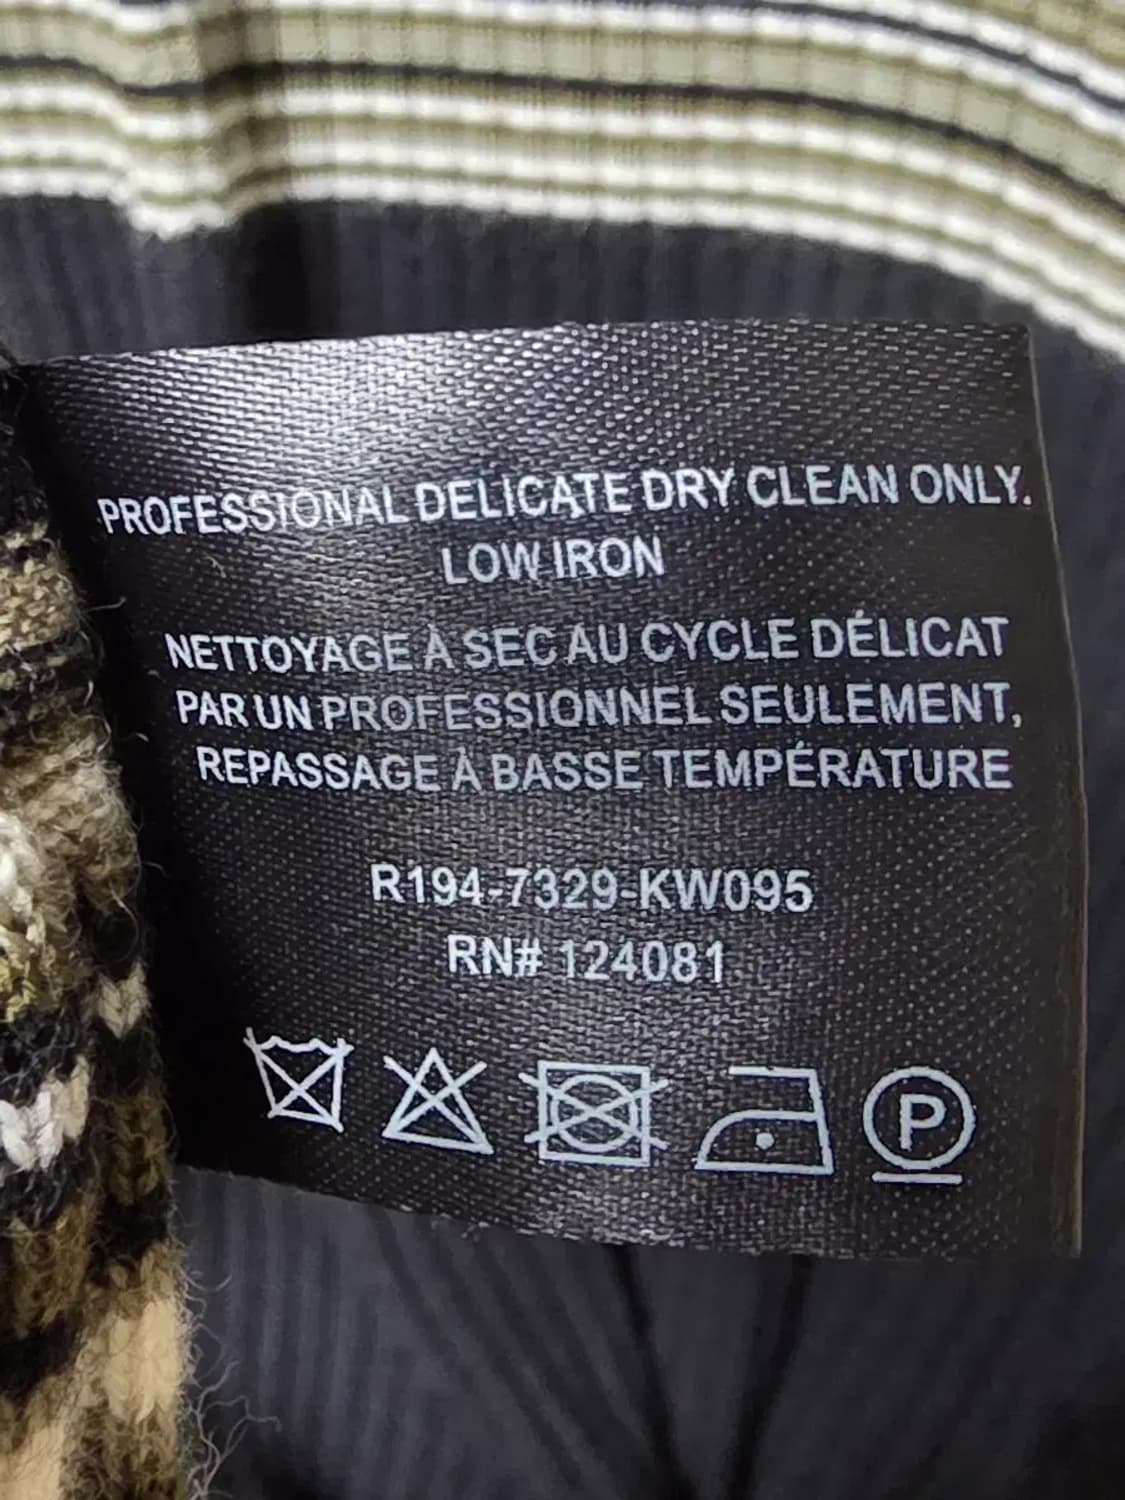 PROFESSIONAL DELICATE DRY CLEAN ONLY.
LOW IRON
NETTOYAGE À SEC AU CYCLE DÉLICAT
PAR UN PROFESSIONNEL SEULEMENT,
REPASSAGE À BASSE TEMPÉRATURE
R194-7329-KW095
RN# 124081
P